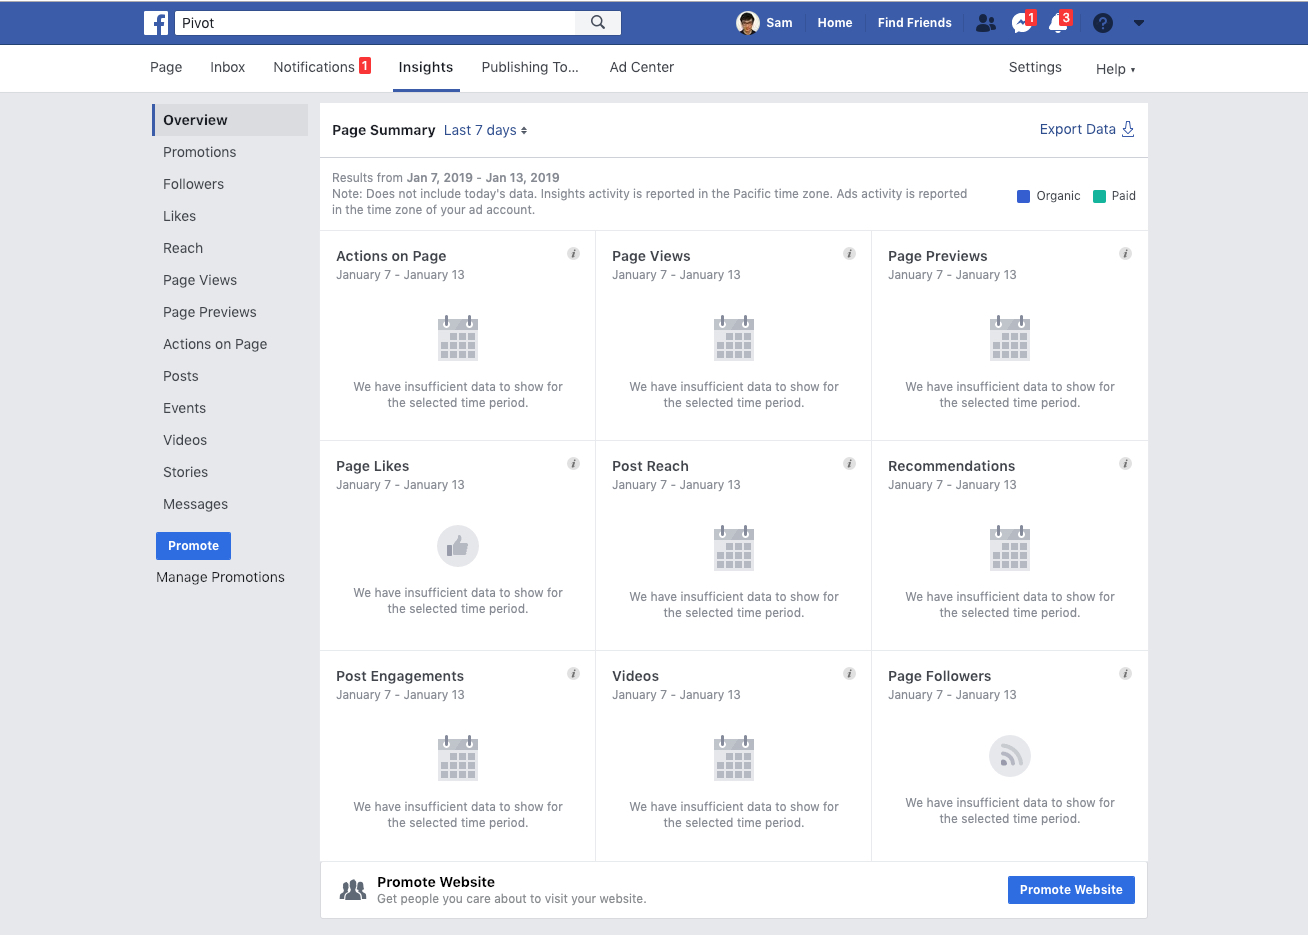 Pivot
Sam
Home
Find Friends
1
3
?
Page
Inbox
Notifications 1
Insights
Publishing To...
Ad Center
Settings
Help
Overview
Promotions
Followers
Likes
Reach
Page Views
Page Previews
Actions on Page
Posts
Events
Videos
Stories
Messages
Promote
Manage Promotions
Page Summary Last 7 days
Export Data
Results from Jan 7, 2019 - Jan 13, 2019
Note: Does not include today's data. Insights activity is reported in the Pacific time zone. Ads activity is reported
in the time zone of your ad account.
Organic
Paid
Actions on Page
i
January 7 - January 13
We have insufficient data to show for
the selected time period.
Page Views
i
January 7 - January 13
We have insufficient data to show for
the selected time period.
Page Previews
i
January 7 - January 13
We have insufficient data to show for
the selected time period.
Page Likes
i
January 7 - January 13
We have insufficient data to show for
the selected time period.
Post Reach
i
January 7 - January 13
We have insufficient data to show for
the selected time period.
Recommendations
i
January 7 - January 13
We have insufficient data to show for
the selected time period.
Post Engagements
i
January 7 - January 13
We have insufficient data to show for
the selected time period.
Videos
i
January 7 - January 13
We have insufficient data to show for
the selected time period.
Page Followers
i
January 7 - January 13
We have insufficient data to show for
the selected time period.
Promote Website
Get people you care about to visit your website.
Promote Website